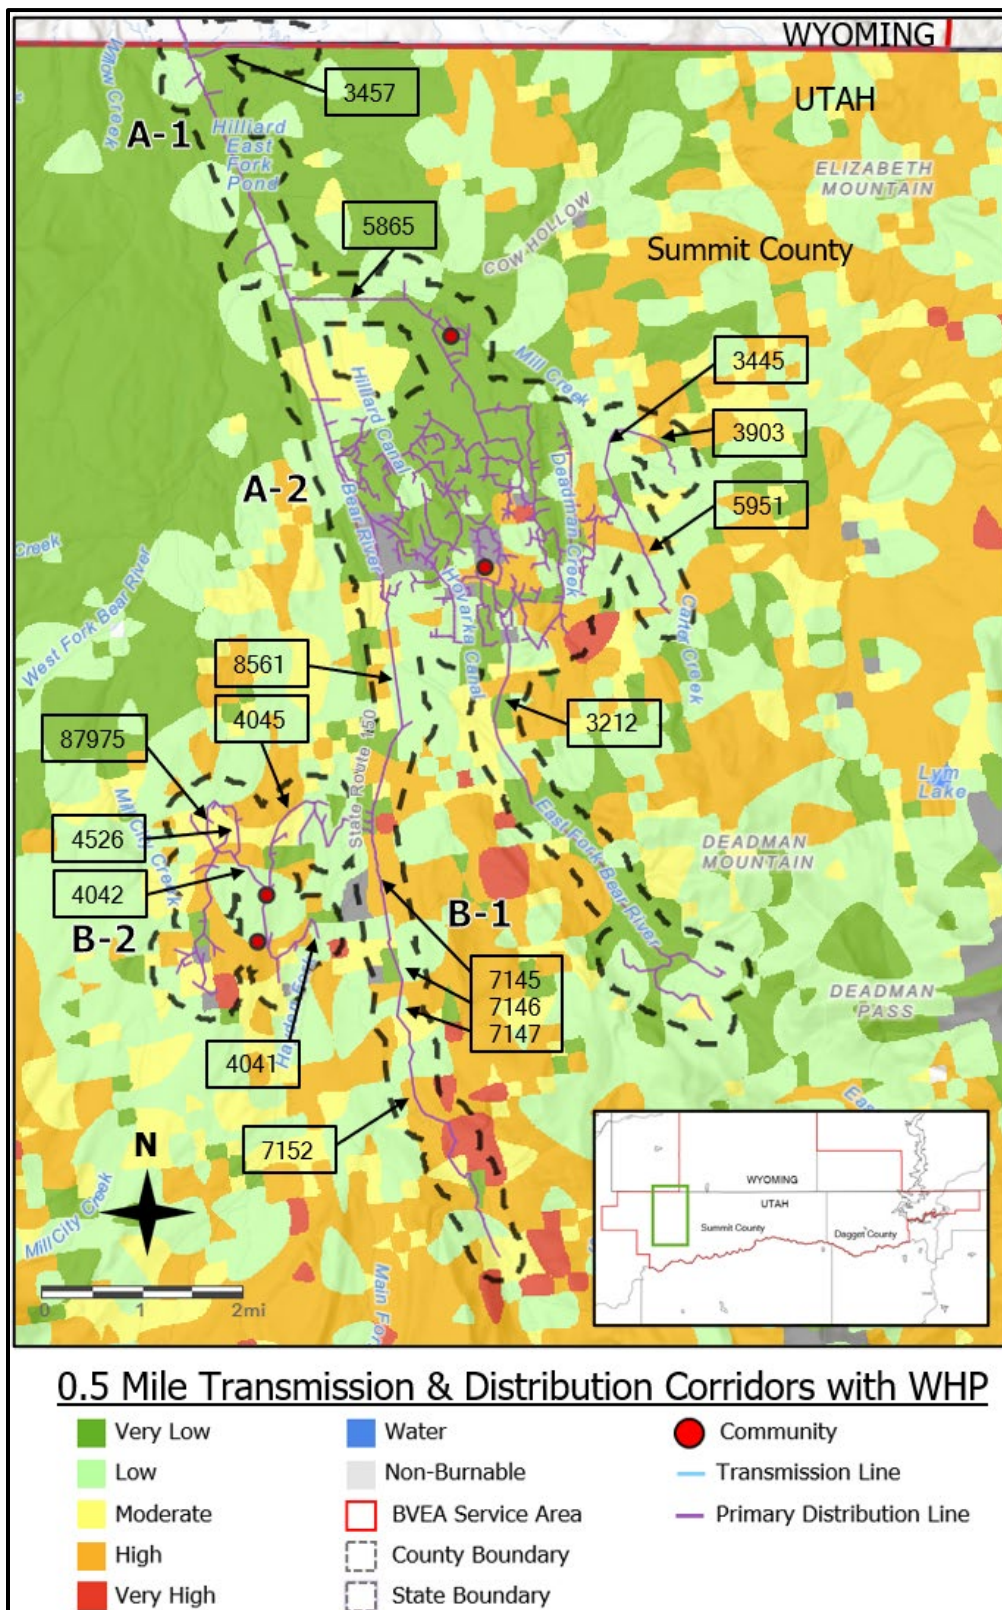 WYOMING
UTAH
Willow Creek
3457
A-1
Hilliard
East
Fork
Pond
ELIZABETH
MOUNTAIN
5865
COW HOLLOW
Summit County
Mill Creek
3445
Hilliard Canal
3903
A-2
Bear River
Deadman Creek
5951
Creek
West Fork Bear River
Hovarka Canal
Carter Creek
8561
4045
3212
87975
State Route 150
Lym
Lake
Mill City Creek
4526
East Fork Bear River
DEADMAN
MOUNTAIN
4042
B-2
B-1
7145
7146
7147
DEADMAN
PASS
4041
7152
East
N
Mill City Creek
Main For
0 1 2mi
WYOMING
UTAH
Summit County
Dagget County
0.5 Mile Transmission & Distribution Corridors with WHP
Very Low
Water
Community
Low
Non-Burnable
Transmission Line
Moderate
BVEA Service Area
Primary Distribution Line
High
County Boundary
Very High
State Boundary